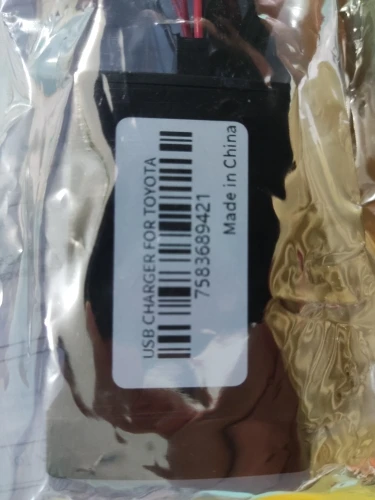 USB CHARGER FOR TOYOTA
7583689421
Made in China